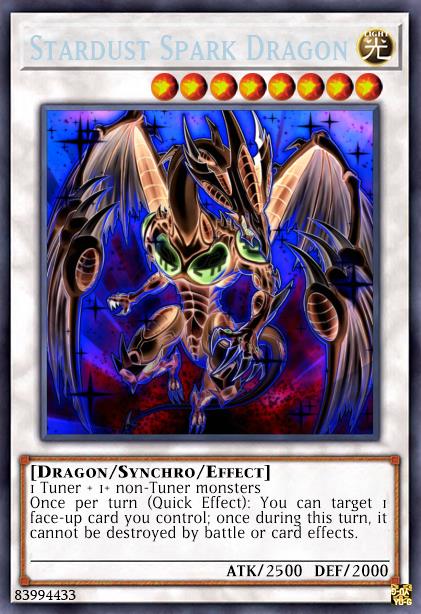 STARDUST SPARK DRAGON
LIGHT
光
[DRAGON/SYNCHRO/EFFECT]
1 Tuner + 1+ non-Tuner monsters
Once per turn (Quick Effect): You can target 1
face-up card you control; once during this turn, it
cannot be destroyed by battle or card effects.
ATK/2500 DEF/2000
83994433